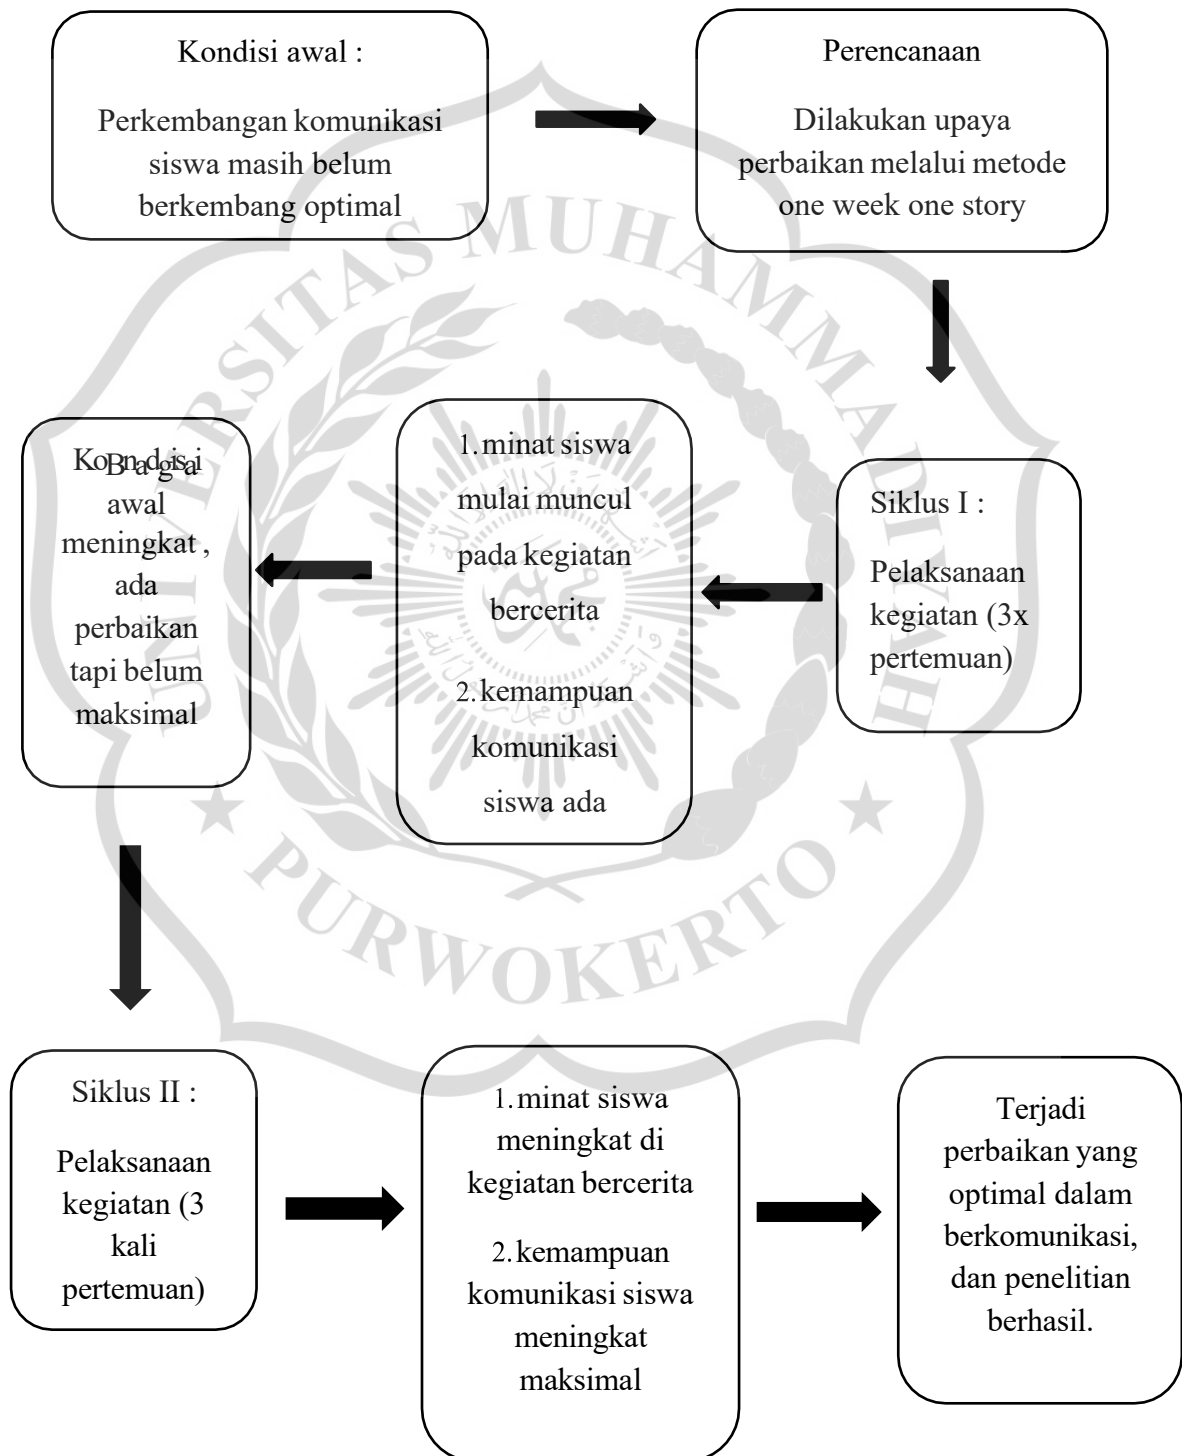 Kondisi awal :
Perkembangan komunikasi
siswa masih belum
berkembang optimal
Perencanaan
Dilakukan upaya
perbaikan melalui metode
one week one story
Siklus I :
Pelaksanaan
kegiatan (3x
pertemuan)
1. minat siswa
mulai muncul
pada kegiatan
bercerita
2. kemampuan
komunikasi
siswa ada
awal
meningkat ,
ada
perbaikan
tapi belum
maksimal
Siklus II :
Pelaksanaan
kegiatan (3
kali
pertemuan)
1. minat siswa
meningkat di
kegiatan bercerita
2. kemampuan
komunikasi siswa
meningkat
maksimal
Terjadi
perbaikan yang
optimal dalam
berkomunikasi,
dan penelitian
berhasil.
UNIVERSITAS MUHAMMADIYAH
PURWOKERTO